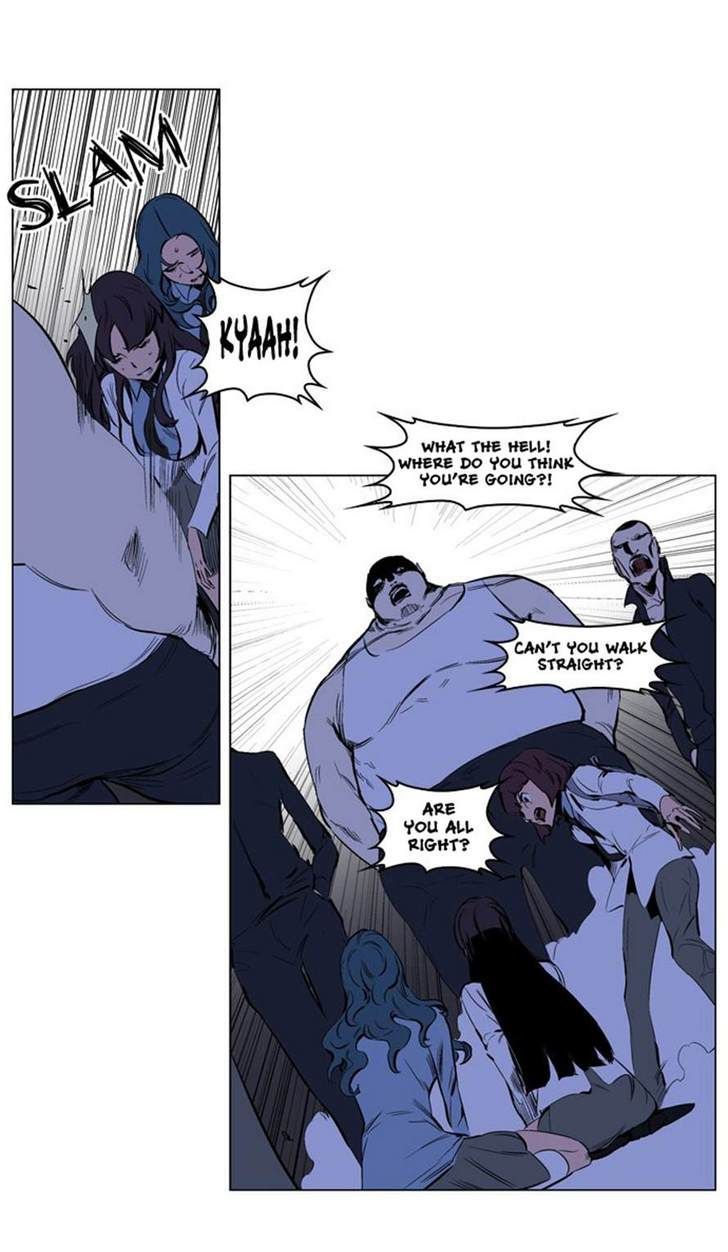 SLAM
KYAAH!
WHAT THE HELL!
WHERE DO YOU THINK
YOU'RE GOING?!
CAN'T YOU WALK
STRAIGHT?
ARE
YOU ALL
RIGHT?